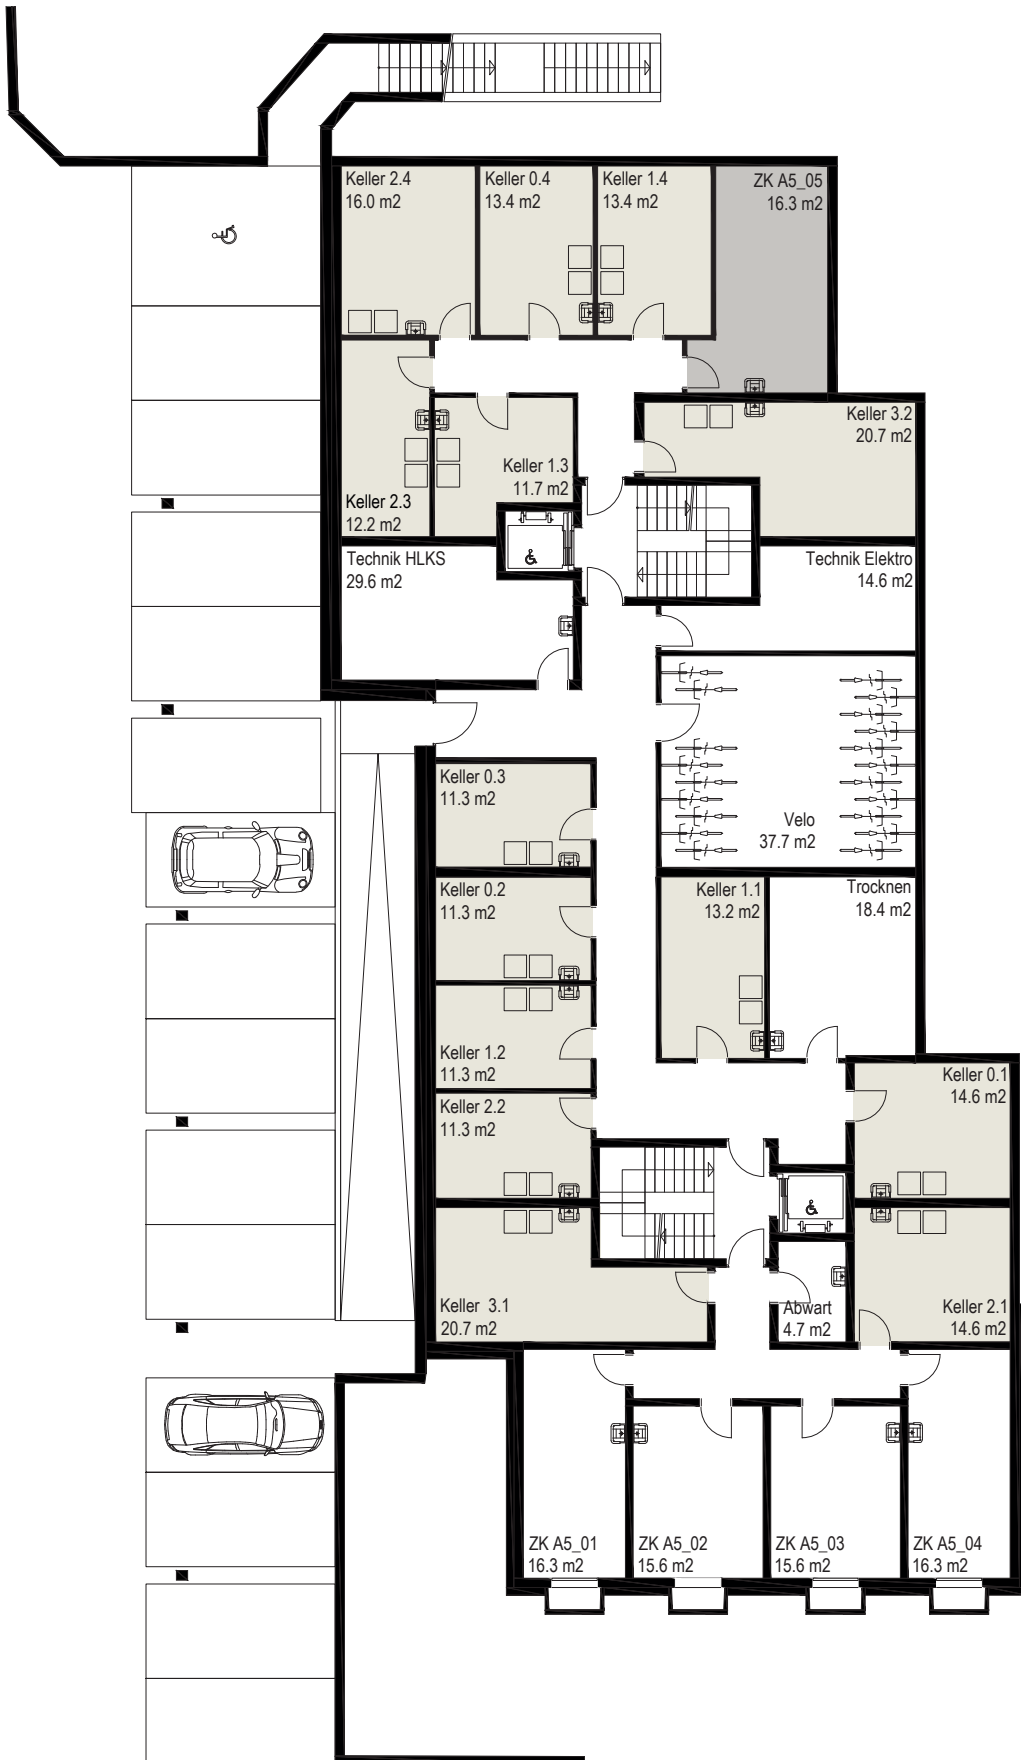 Keller 2.4
16.0 m2
Keller 0.4
13.4 m2
Keller 1.4
13.4 m2
ZK A5_05
16.3 m2
Keller 3.2
20.7 m2
Keller 1.3
11.7 m2
Keller 2.3
12.2 m2
Technik HLKS
29.6 m2
Technik Elektro
14.6 m2
Keller 0.3
11.3 m2
Velo
37.7 m2
Keller 0.2
11.3 m2
Keller 1.1
13.2 m2
Trocknen
18.4 m2
Keller 1.2
11.3 m2
Keller 0.1
14.6 m2
Keller 2.2
11.3 m2
Keller 3.1
20.7 m2
Abwart
4.7 m2
Keller 2.1
14.6 m2
ZK A5_01
16.3 m2
ZK A5_02
15.6 m2
ZK A5_03
15.6 m2
ZK A5_04
16.3 m2